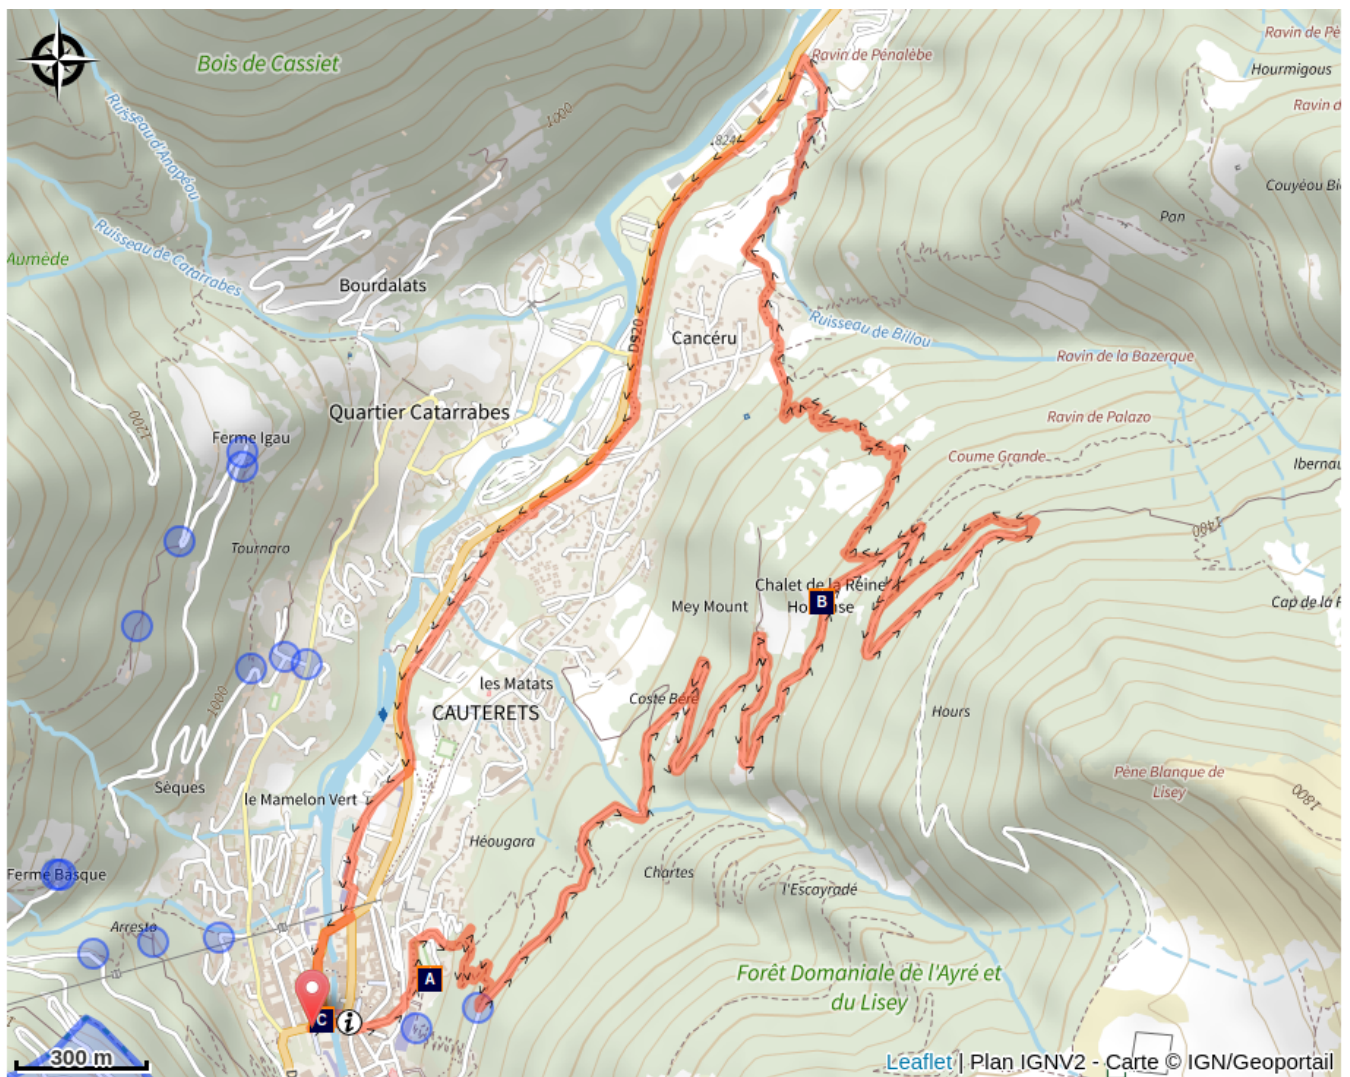 Ravin de Pè
Ravin de Pénalèbe
Bois de Cassiet
Hourmigous
Ruisseau d'Anapéou
1000
Ravin d
824
Couyéou Bi
Pan
Ruisseau de Catarrabes
Aumède
Bourdalats
Ruisseau de Billou
D920
Cancéru
Ravin de la Bazerque
Quartier Catarrabes
1200
Ravin de Palazo
Ferme Igau
Coume Grande
Ibernau
1400
Tournaro
Chalet de la Reine
B
Mey Mount
Cap de la F
les Matats
Coste Bère
1000
CAUTERETS
Hours
Pène Blanque de
Lisey
Sèques
1800
le Mamelon Vert
Héougara
Ferme Basque
Chartes
l'Escayradé
Arresto
A
Forêt Domaniale de l'Ayré et
du Lisey
C
i
300 m
D
Leaflet | Plan IGNV2 - Carte © IGN/Geoportail